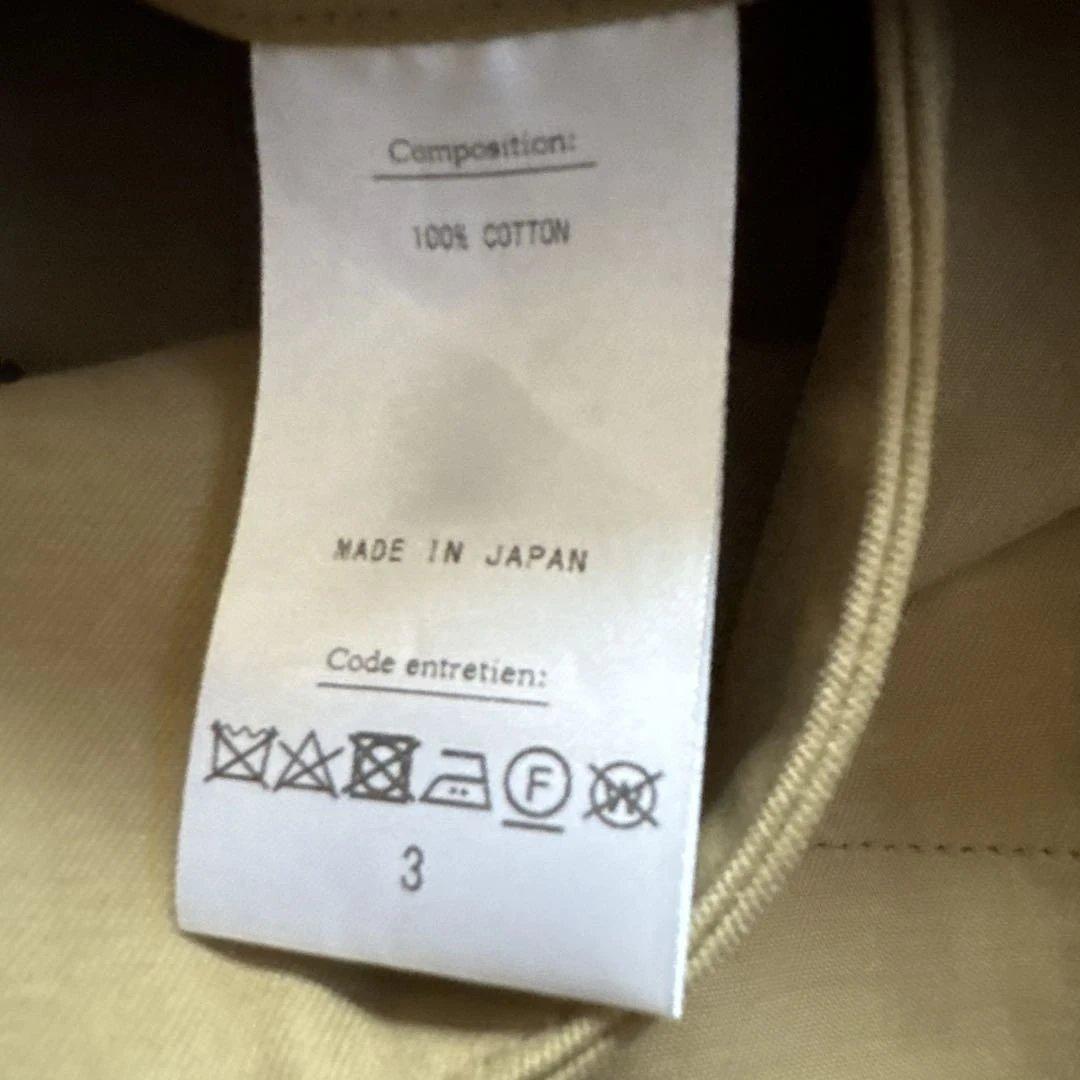 Composition:
100% COTTON
MADE IN JAPAN
Code entretien:
F W
3